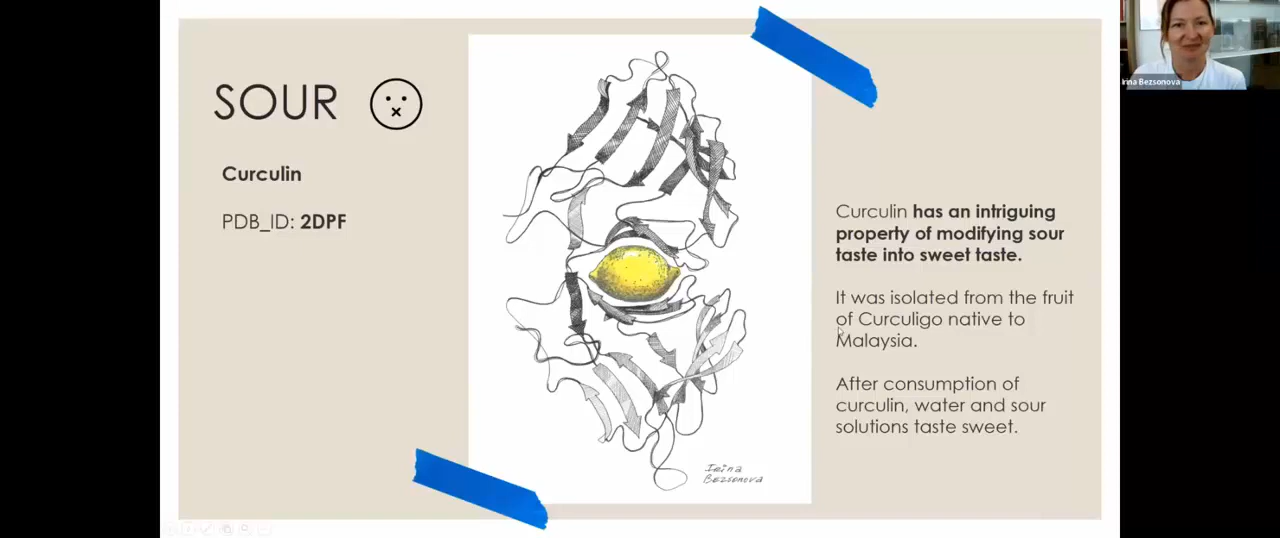 SOUR
Curculin
PDB_ID: 2DPF
Curculin has an intriguing
property of modifying sour
taste into sweet taste.
It was isolated from the fruit
of Curculigo native to
Malaysia.
After consumption of
curculin, water and sour
solutions taste sweet.
Irina
Bezsonova
Irina Bezsonova